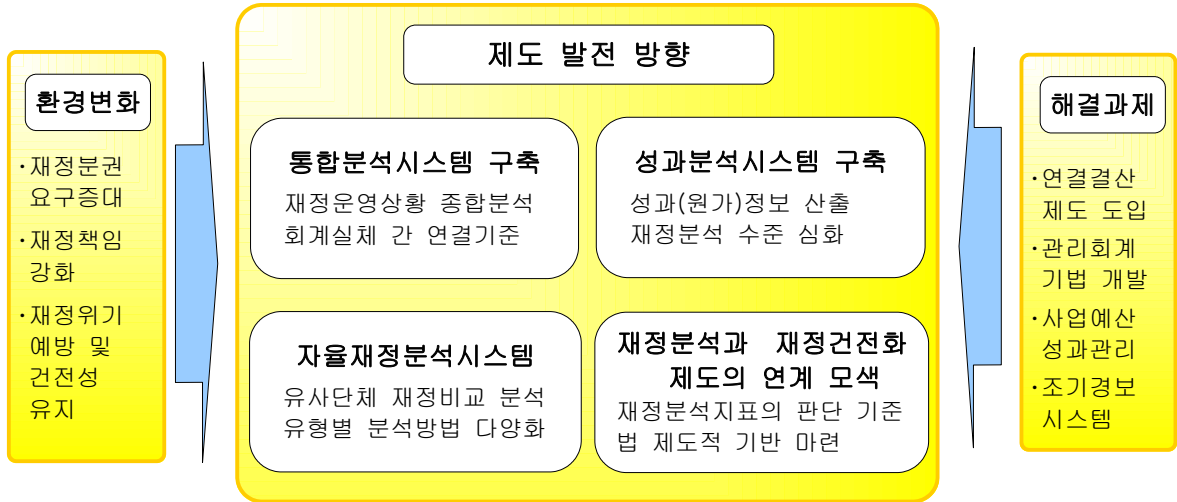 제도 발전 방향
환경변화
·재정분권
요구증대
·재정책임
강화
·재정위기
예방 및
건전성
유지
통합분석시스템 구축
재정운영상황 종합분석
회계실체 간 연결기준
성과분석시스템 구축
성과(원가)정보 산출
재정분석 수준 심화
자율재정분석시스템
유사단체 재정비교 분석
유형별 분석방법 다양화
재정분석과 재정건전화
제도의 연계 모색
재정분석지표의 판단 기준
법 제도적 기반 마련
해결과제
·연결결산
제도 도입
·관리회계
기법 개발
·사업예산
성과관리
·조기경보
시스템